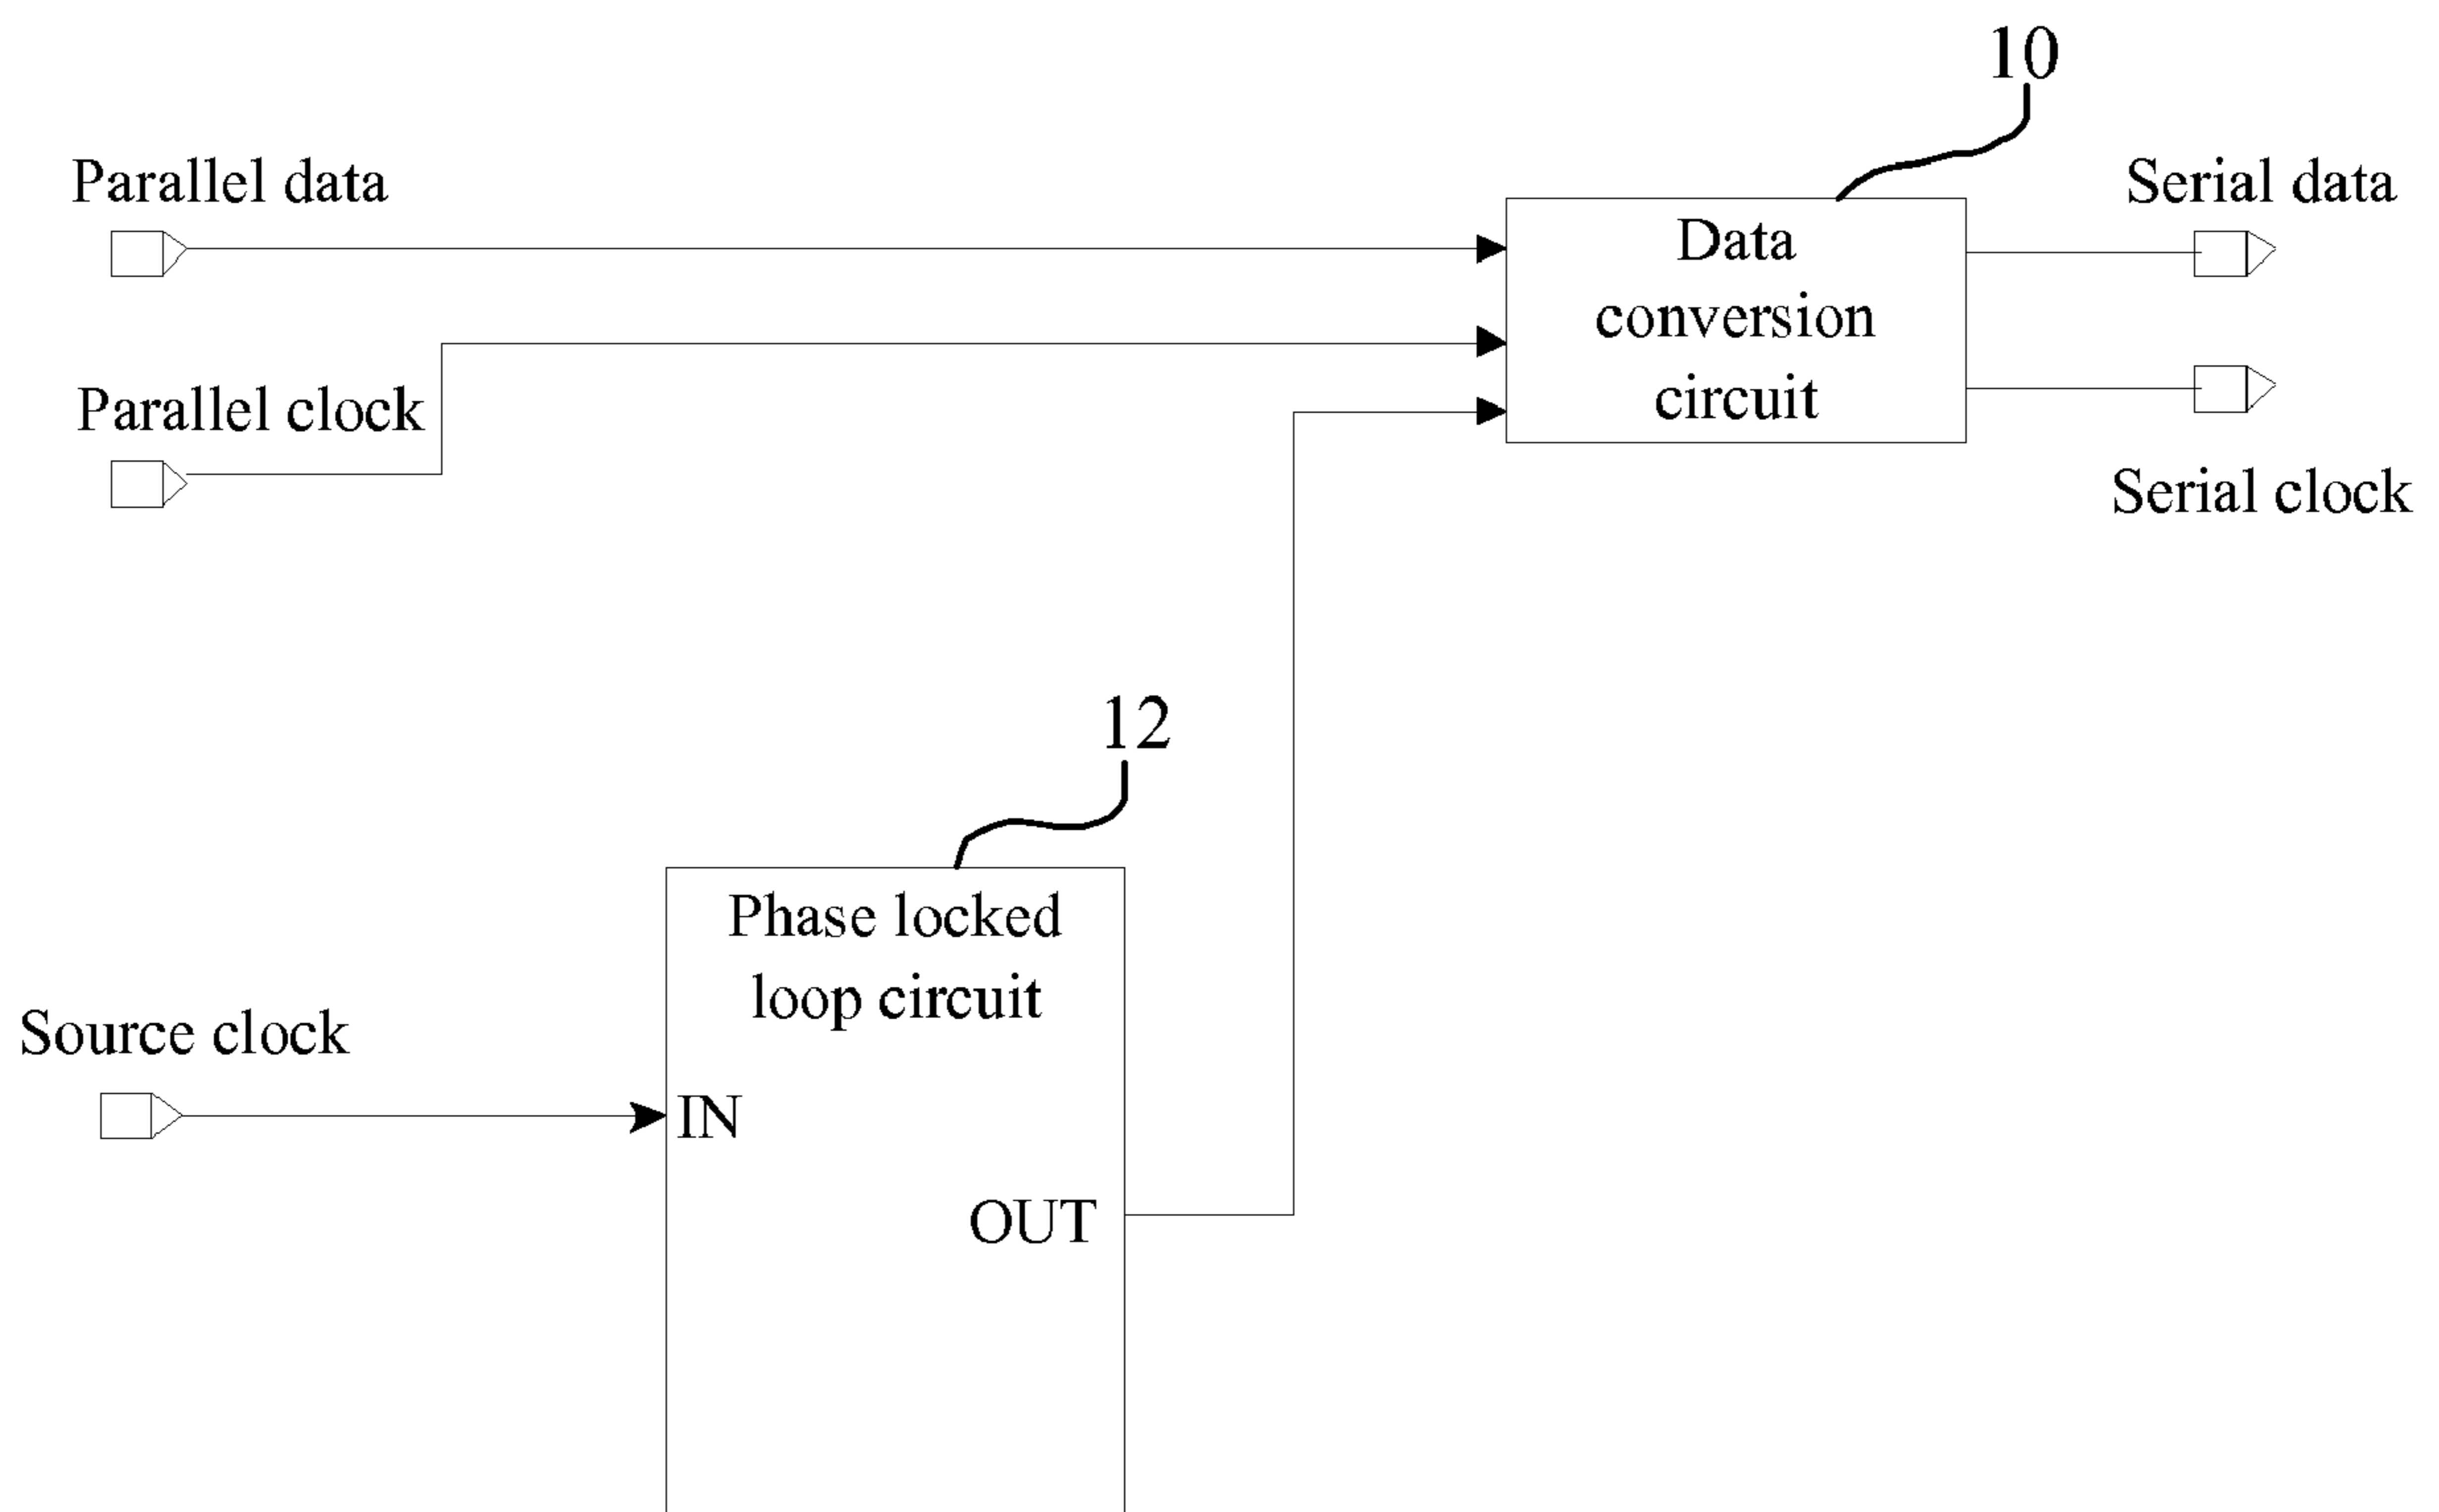 10
Parallel data
Serial data
Data
conversion
circuit
Parallel clock
Serial clock
12
Phase locked
loop circuit
Source clock
IN
OUT